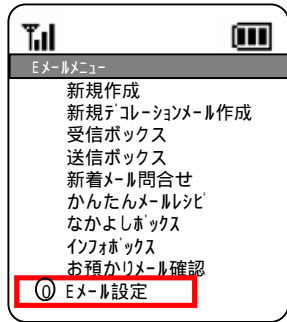 Eﾒｰﾙﾒﾆｭｰ
新規作成
新規ﾃﾞｺﾚｰｼｮﾝﾒｰﾙ作成
受信ボックス
送信ボックス
新着ﾒｰﾙ問合せ
かんたんﾒｰﾙﾚｼﾋﾟ
なかよしﾎﾞｯｸｽ
ｲﾝﾌｫﾎﾞｯｸｽ
お預かりﾒｰﾙ確認
⓪ Eﾒｰﾙ設定